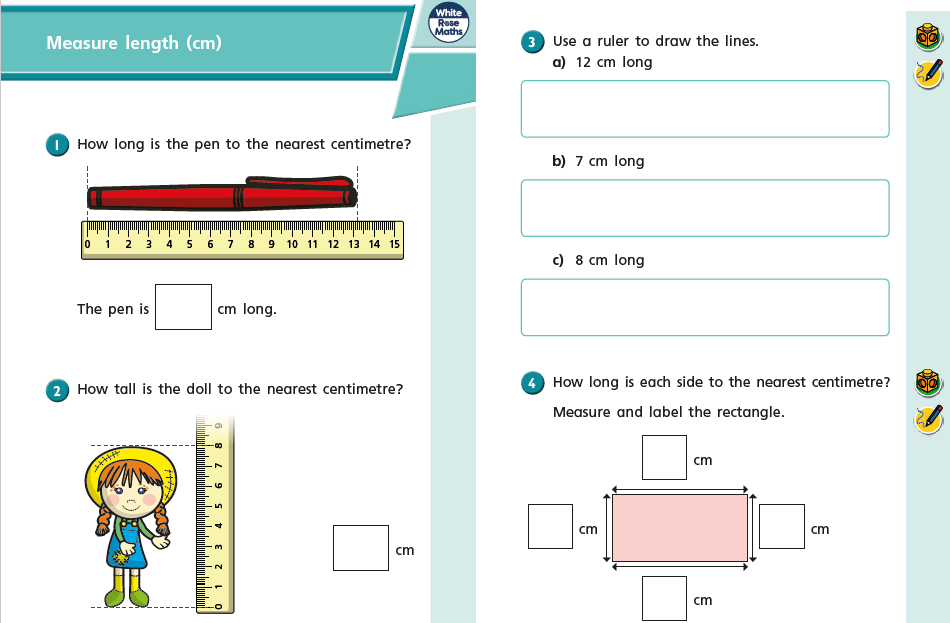 Measure length (cm)
White
Rose
Maths
1 How long is the pen to the nearest centimetre?
0 1 2 3 4 5 6 7 8 9 10 11 12 13 14 15
The pen is cm long.
2 How tall is the doll to the nearest centimetre?
9
8
7
6
5
4
3
2
1
0
cm
3 Use a ruler to draw the lines.
a) 12 cm long
b) 7 cm long
c) 8 cm long
4 How long is each side to the nearest centimetre?
Measure and label the rectangle.
cm
cm cm
cm